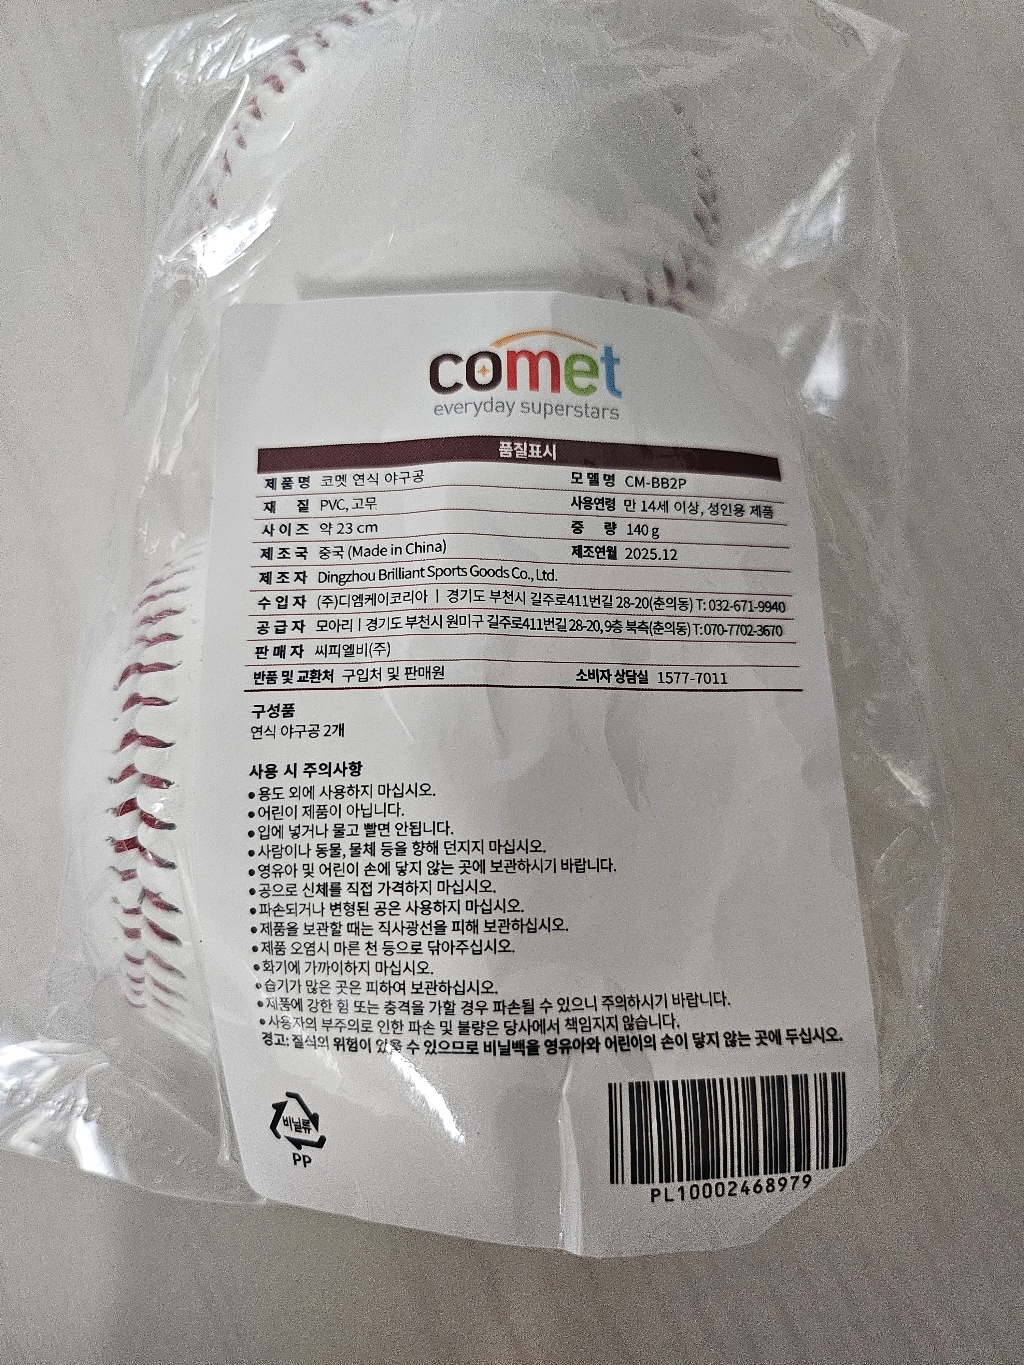 comet
everyday superstars
품질표시
제품명 코멧 연식 야구공 모델명 CM-BB2P
재 질 PVC, 고무 사용연령 만 14세 이상, 성인용 제품
사이즈 약 23 cm 중 량 140 g
제조국 중국 (Made in China) 제조연월 2025.12
제조자 Dingzhou Brilliant Sports Goods Co., Ltd.
수입자 (주)디엠케이코리아 | 경기도 부천시 길주로411번길 28-20(춘의동) T: 032-671-9940
공급자 모아리 | 경기도 부천시 원미구 길주로411번길 28-20, 9층 북측(춘의동) T: 070-7702-3670
판매자 씨피엘비(주)
반품 및 교환처 구입처 및 판매원 소비자 상담실 1577-7011
구성품
연식 야구공 2개
사용 시 주의사항
• 용도 외에 사용하지 마십시오.
• 어린이 제품이 아닙니다.
• 입에 넣거나 물고 빨면 안됩니다.
• 사람이나 동물, 물체 등을 향해 던지지 마십시오.
• 영유아 및 어린이 손에 닿지 않는 곳에 보관하시기 바랍니다.
• 공으로 신체를 직접 가격하지 마십시오.
• 파손되거나 변형된 공은 사용하지 마십시오.
• 제품을 보관할 때는 직사광선을 피해 보관하십시오.
• 제품 오염시 마른 천 등으로 닦아주십시오.
• 화기에 가까이하지 마십시오.
• 습기가 많은 곳은 피하여 보관하십시오.
• 제품에 강한 힘 또는 충격을 가할 경우 파손될 수 있으니 주의하시기 바랍니다.
• 사용자의 부주의로 인한 파손 및 불량은 당사에서 책임지지 않습니다.
경고: 질식의 위험이 있을 수 있으므로 비닐백을 영유아와 어린이의 손이 닿지 않는 곳에 두십시오.
비닐류
PP
PL10002468979